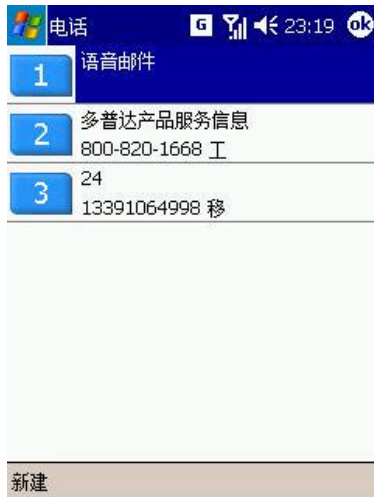 电话 G 23:19 ok
1 语音邮件
2 多普达产品服务信息
800-820-1668 工
3 24
13391064998 移
新建